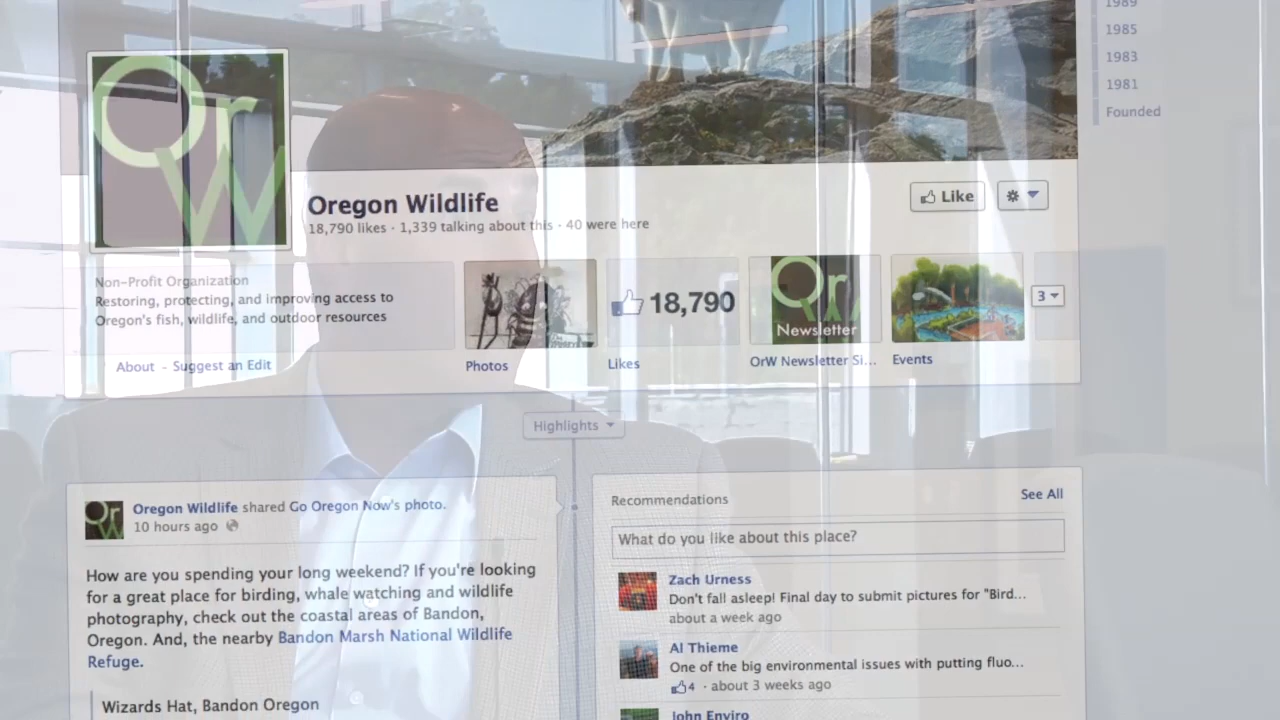 1989
1985
1983
1981
Founded
OrW
Oregon Wildlife
18,790 likes · 1,339 talking about this · 40 were here
Like
Non-Profit Organization
Restoring, protecting, and improving access to
Oregon's fish, wildlife, and outdoor resources
About - Suggest an Edit
18,790
OrW
Newsletter
3
Photos
Likes
OrW Newsletter Si...
Events
Highlights
OrW
Oregon Wildlife shared Go Oregon Now's photo.
10 hours ago
How are you spending your long weekend? If you're looking
for a great place for birding, whale watching and wildlife
photography, check out the coastal areas of Bandon,
Oregon. And, the nearby Bandon Marsh National Wildlife
Refuge.
Wizards Hat, Bandon Oregon
Recommendations
See All
What do you like about this place?
Zach Urness
Don't fall asleep! Final day to submit pictures for "Bird...
about a week ago
Al Thieme
One of the big environmental issues with putting fluo...
4 · about 3 weeks ago
John Enviro